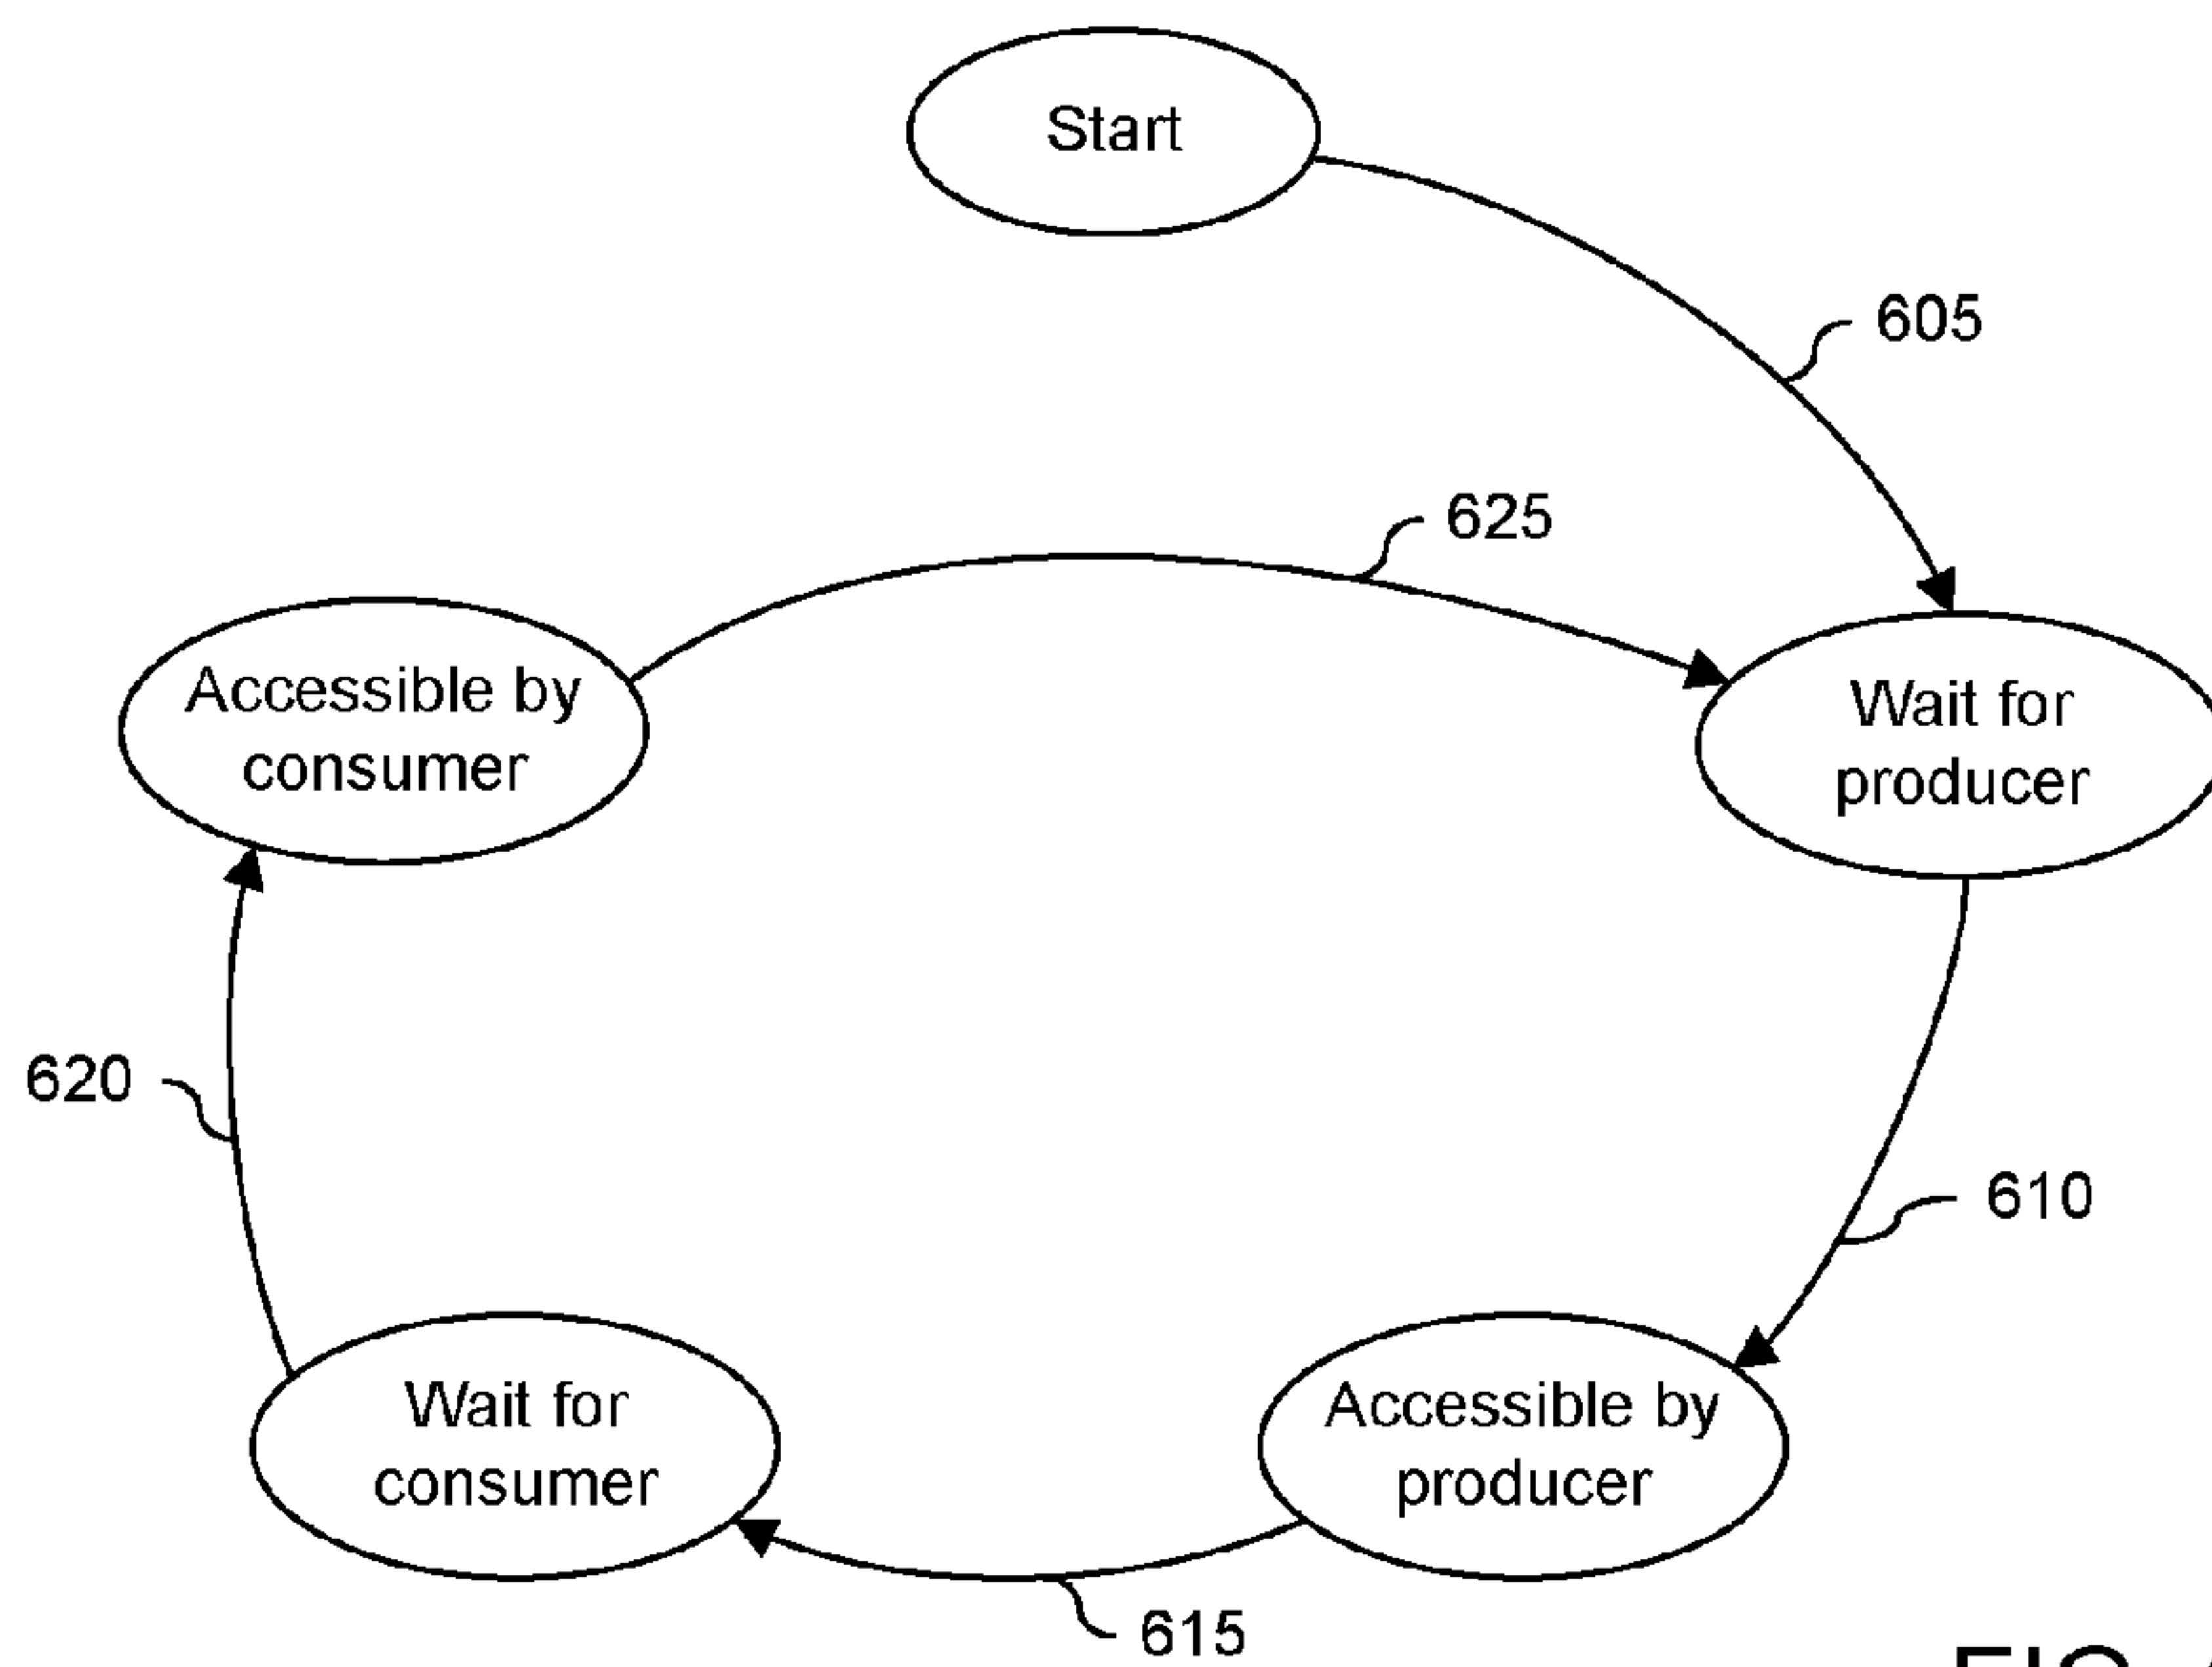 Start
605
625
Accessible by
consumer
Wait for
producer
620
610
Wait for
consumer
Accessible by
producer
615